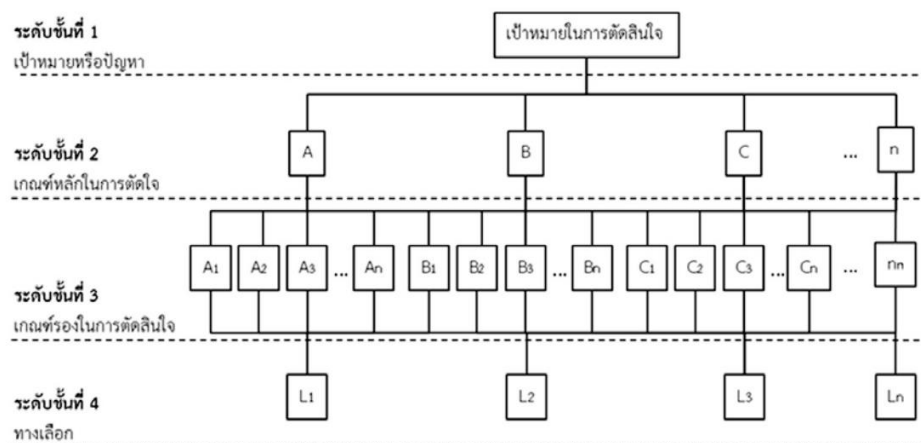 ระดับชั้นที่ 1
เป้าหมายหรือปัญหา
เป้าหมายในการตัดสินใจ
ระดับชั้นที่ 2
เกณฑ์หลักในการตัดใจ
A B C ... n
ระดับชั้นที่ 3
เกณฑ์รองในการตัดสินใจ
A1 A2 A3 ... An B1 B2 B3 ... Bn C1 C2 C3 ... Cn ... nn
ระดับชั้นที่ 4
ทางเลือก
L1 L2 L3 Ln